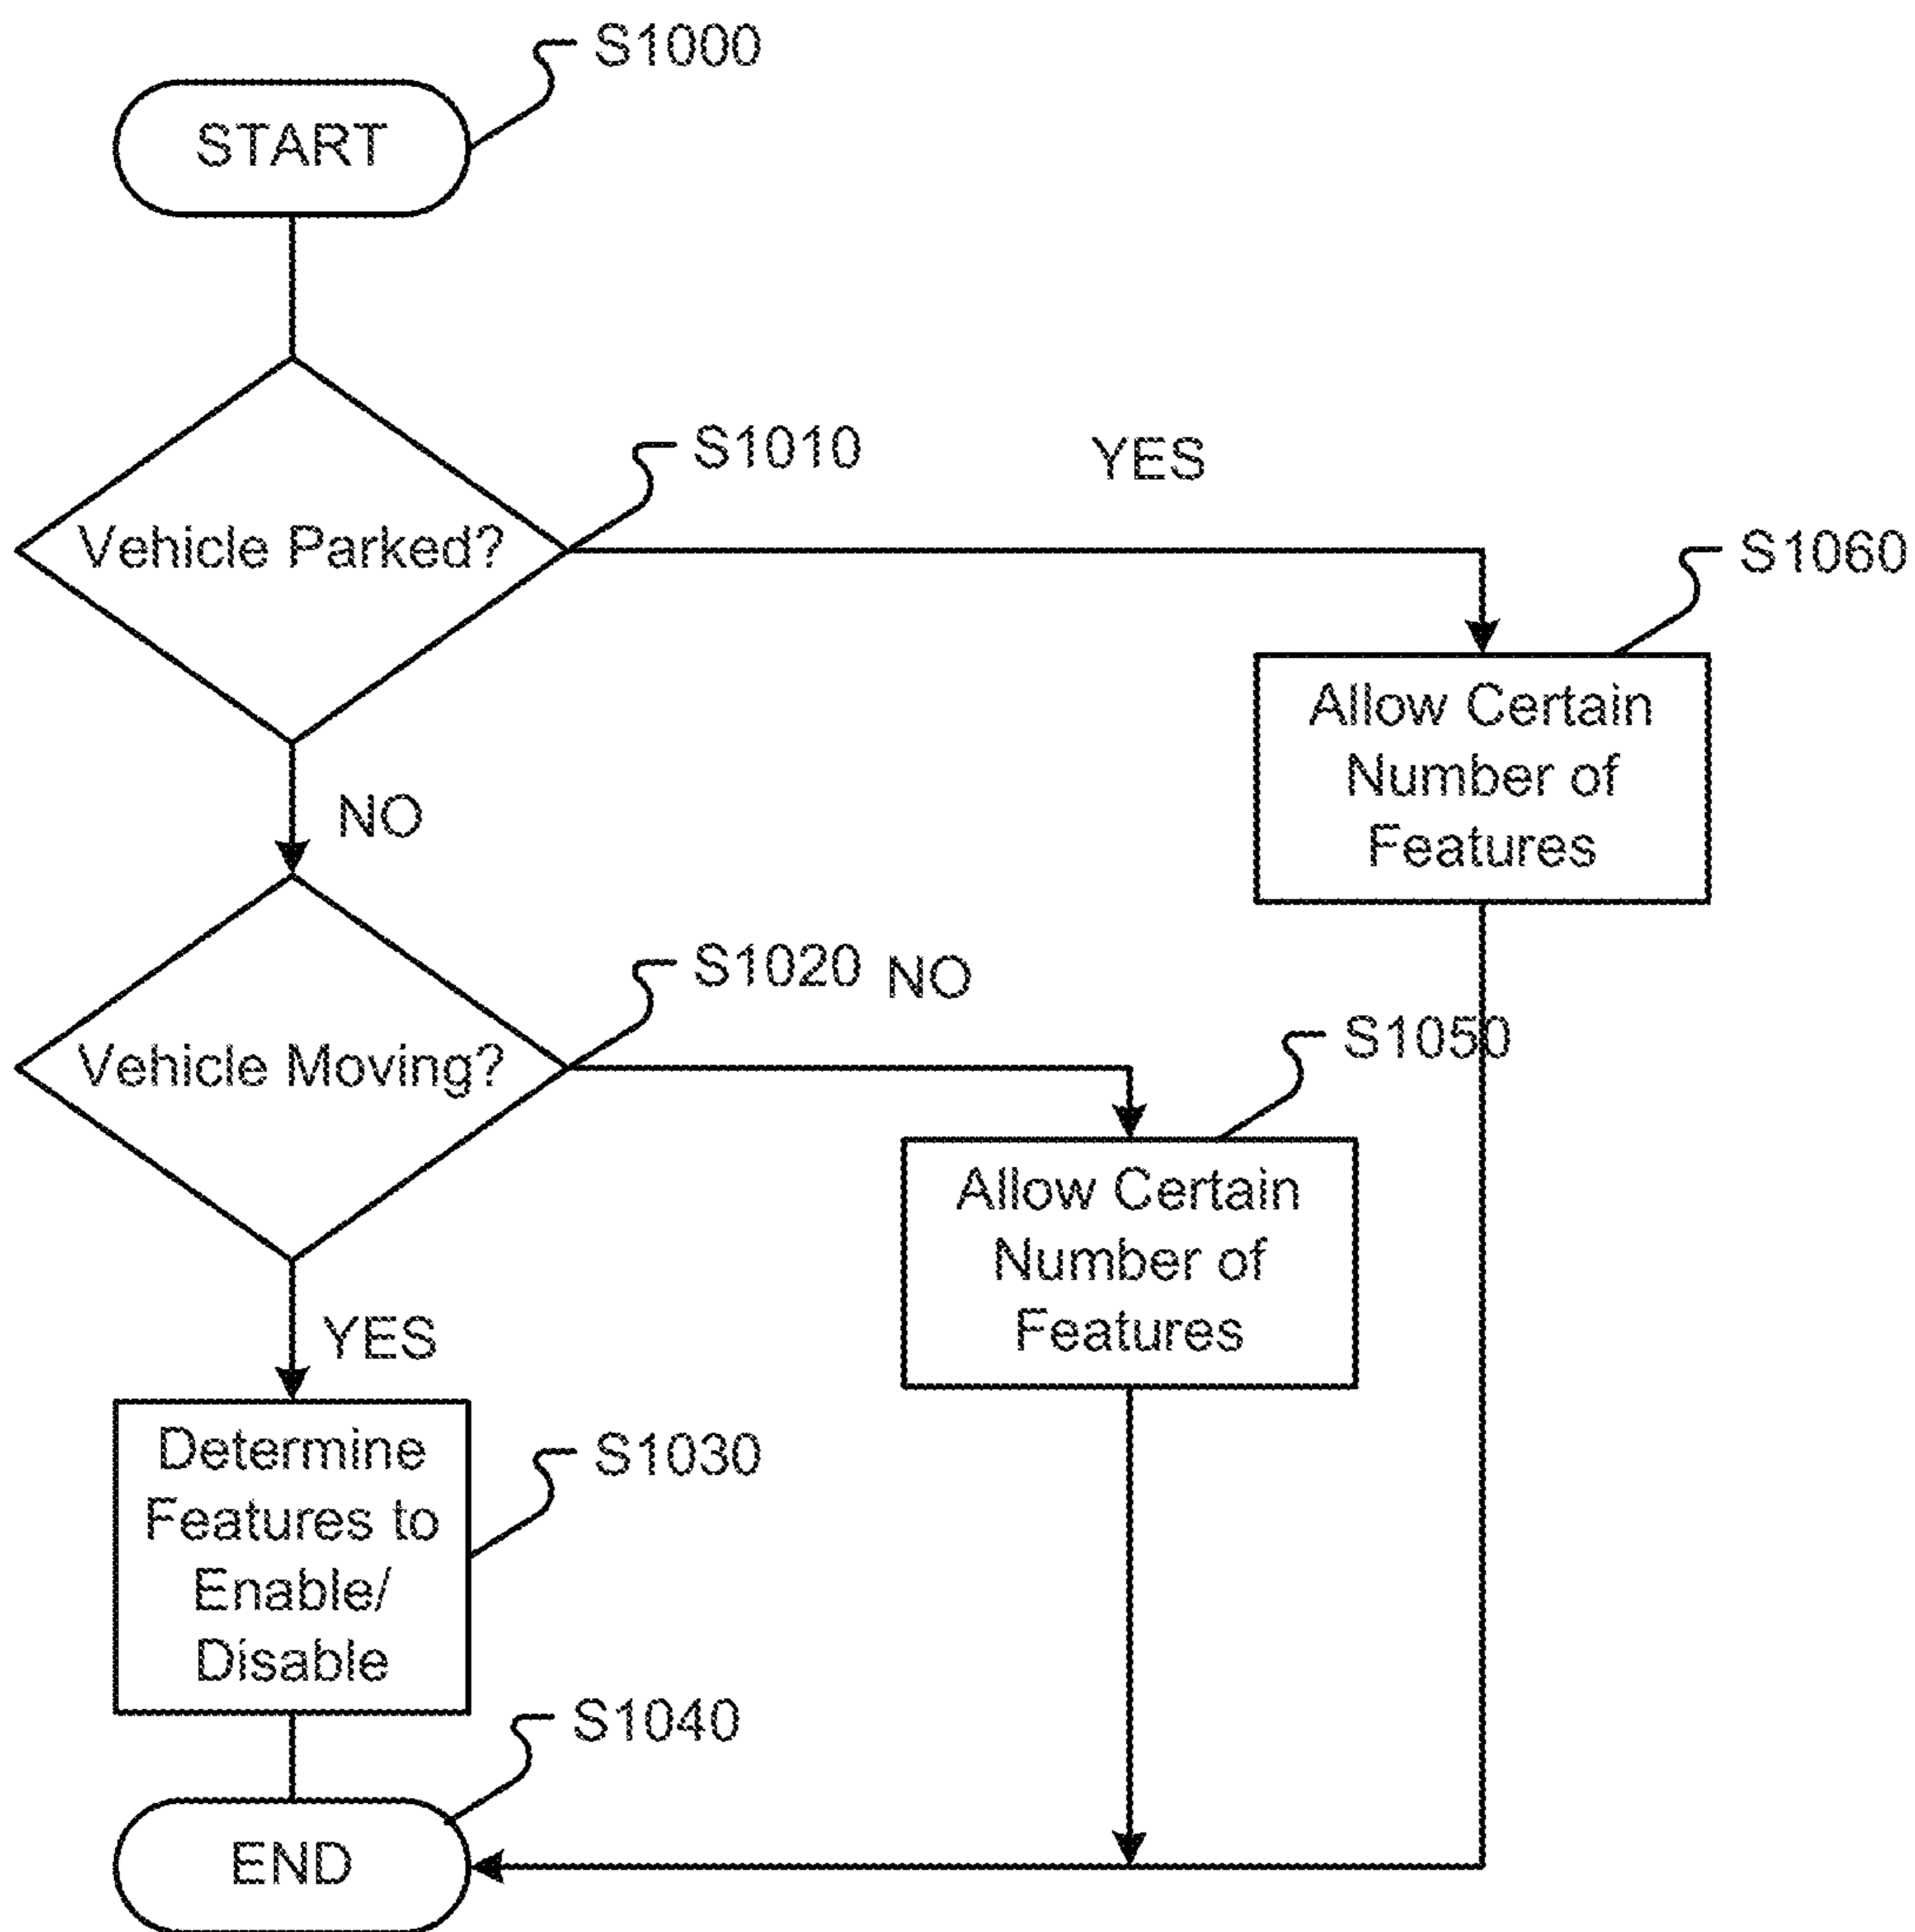 S1000
START
S1010
YES
Vehicle Parked?
S1060
Allow Certain
Number of
Features
NO
S1020
NO
S1050
Vehicle Moving?
Allow Certain
Number of
Features
YES
Determine
Features to
Enable/
Disable
S1030
S1040
END